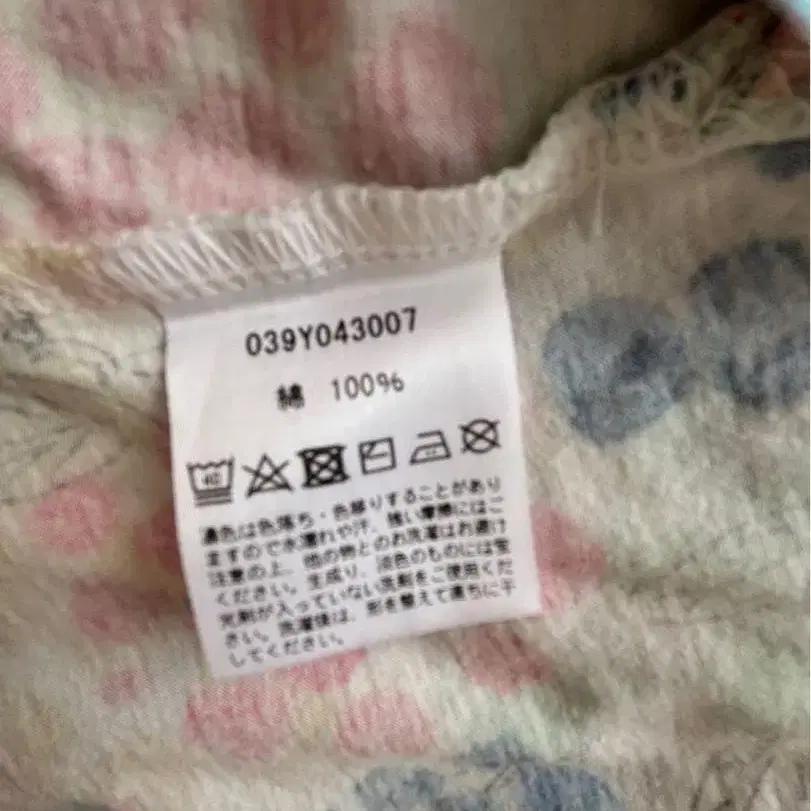 039Y043007
綿 100%
40
濃色は色落ち・色移りすることがあり
ますので水濡れや汗、強い摩擦にはご
注意の上、他の物とのお洗濯はお避け
ください。生成り、淡色のものには蛍
光剤が入っていない洗剤をご使用くだ
さい。洗濯後は、形を整えて直ちに干
してください。